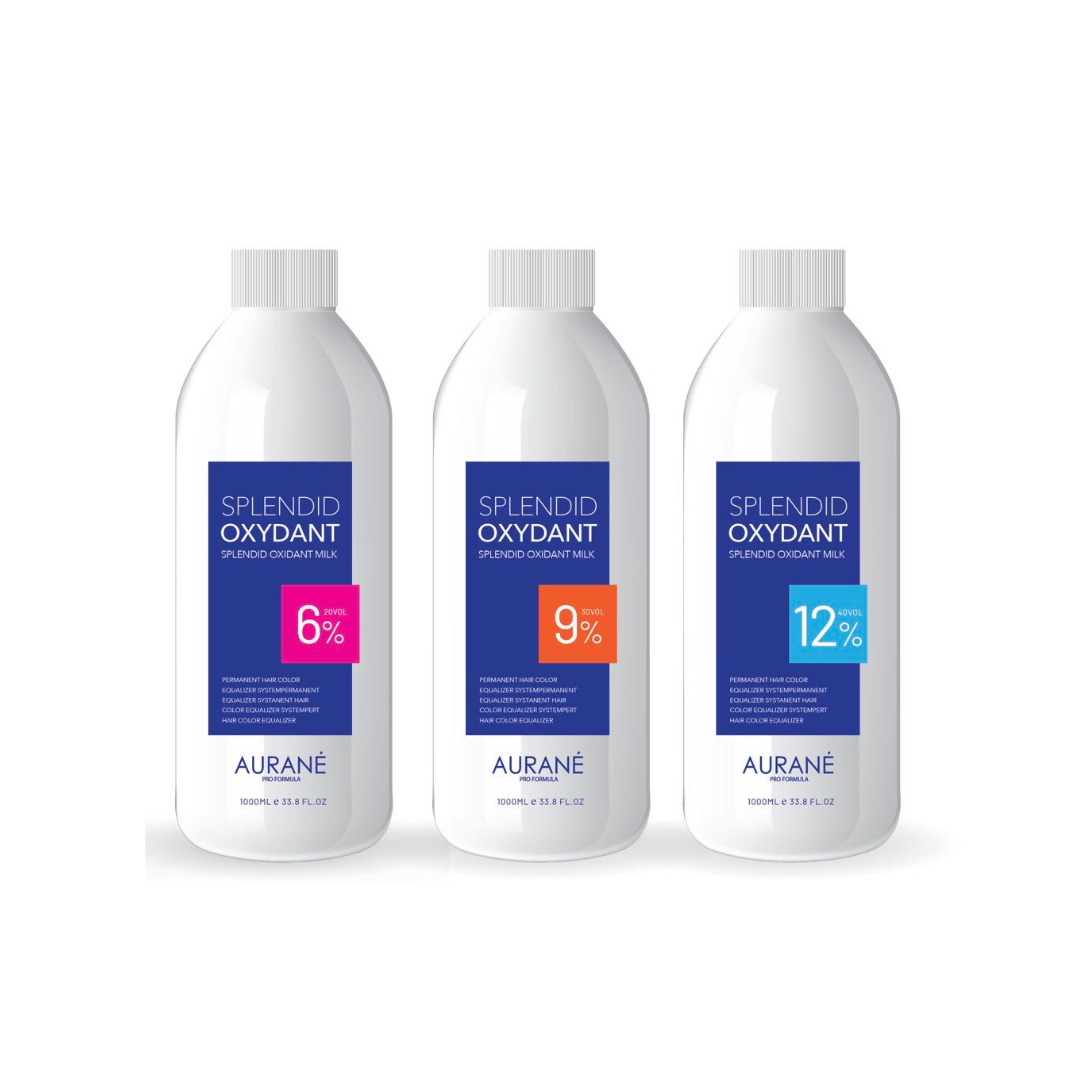 SPLENDID
OXYDANT
SPLENDID OXIDANT MILK
6% 20VOL
PERMANENT HAIR COLOR
EQUALIZER SYSTEMPERMANENT
EQUALIZER SYSTANENT HAIR
COLOR EQUALIZER SYSTEMPERT
HAIR COLOR EQUALIZER
AURANÉ
PRO FORMULA
1000ML e 33.8 FL.OZ
SPLENDID
OXYDANT
SPLENDID OXIDANT MILK
9% 30VOL
PERMANENT HAIR COLOR
EQUALIZER SYSTEMPERMANENT
EQUALIZER SYSTANENT HAIR
COLOR EQUALIZER SYSTEMPERT
HAIR COLOR EQUALIZER
AURANÉ
PRO FORMULA
1000ML e 33.8 FL.OZ
SPLENDID
OXYDANT
SPLENDID OXIDANT MILK
12% 40VOL
PERMANENT HAIR COLOR
EQUALIZER SYSTEMPERMANENT
EQUALIZER SYSTANENT HAIR
COLOR EQUALIZER SYSTEMPERT
HAIR COLOR EQUALIZER
AURANÉ
PRO FORMULA
1000ML e 33.8 FL.OZ